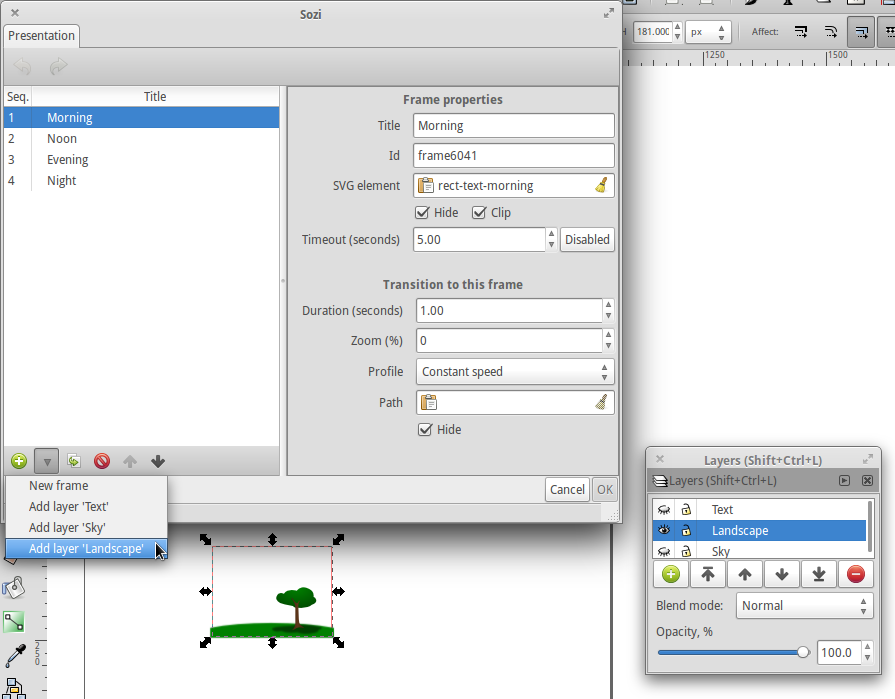 Sozi
Presentation
Seq. Title
1 Morning
2 Noon
3 Evening
4 Night
Frame properties
Title Morning
Id frame6041
SVG element rect-text-morning
Hide Clip
Timeout (seconds) 5.00 Disabled
Transition to this frame
Duration (seconds) 1.00
Zoom (%) 0
Profile Constant speed
Path
Hide
Cancel OK
New frame
Add layer 'Text'
Add layer 'Sky'
Add layer 'Landscape'
H 181.000 px Affect:
1250 1500
250
Layers (Shift+Ctrl+L)
Layers (Shift+Ctrl+L)
Text
Landscape
Sky
Blend mode: Normal
Opacity, %
100.0